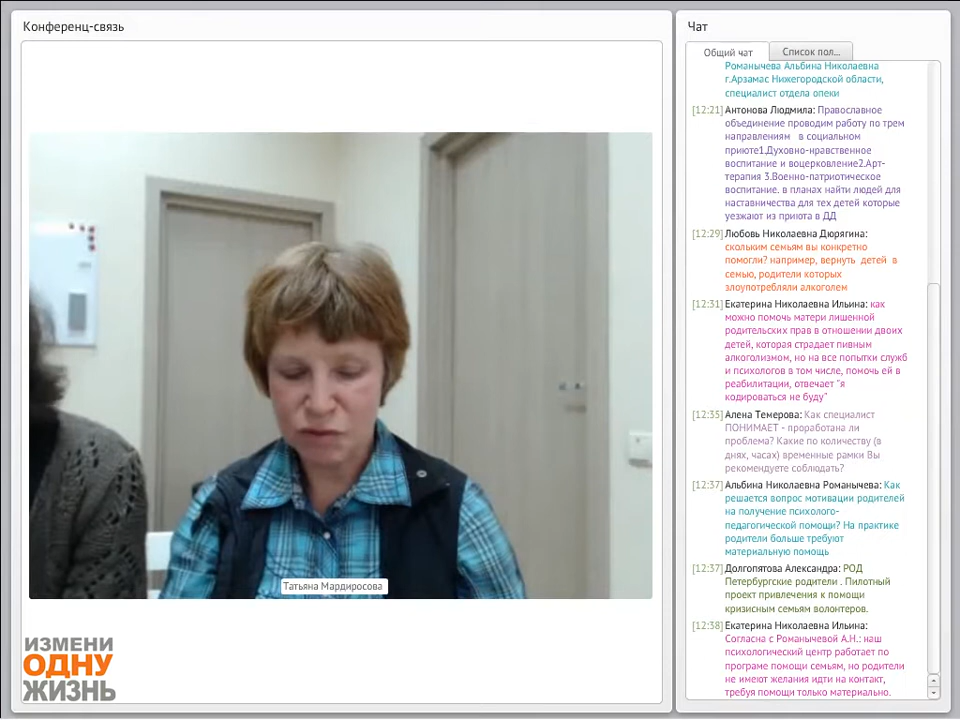 Конференц-связь
Татьяна Мардиросова
ИЗМЕНИ
ОДНУ
ЖИЗНЬ
Чат
Общий чат
Список пол...
Романычева Альбина Николаевна
г.Арзамас Нижегородской области,
специалист отдела опеки
[12:21] Антонова Людмила: Православное
объединение проводим работу по трем
направлениям в социальном
приюте1.Духовно-нравственное
воспитание и воцерковление2.Арт-
терапия 3.Военно-патриотическое
воспитание. в планах найти людей для
наставничества для тех детей которые
уезжают из приюта в ДД
[12:29] Любовь Николаевна Дюрягина:
скольким семьям вы конкретно
помогли? например, вернуть детей в
семью, родители которых
злоупотребляли алкоголем
[12:31] Екатерина Николаевна Ильина: как
можно помочь матери лишенной
родительских прав в отношении двоих
детей, которая страдает пивным
алкоголизмом, но на все попытки служб
и психологов в том числе, помочь ей в
реабилитации, отвечает "я
кодироваться не буду"
[12:35] Алена Темерова: Как специалист
ПОНИМАЕТ - проработана ли
проблема? Какие по количеству (в
днях, часах) временные рамки Вы
рекомендуете соблюдать?
[12:37] Альбина Николаевна Романычева: Как
решается вопрос мотивации родителей
на получение психолого-
педагогической помощи? На практике
родители больше требуют
материальную помощь
[12:37] Долгопятова Александра: РОД
Петербургские родители . Пилотный
проект привлечения к помощи
кризисным семьям волонтеров.
[12:38] Екатерина Николаевна Ильина:
Согласна с Романычевой А.Н.: наш
психологический центр работает по
програме помощи семьям, но родители
не имеют желания идти на контакт,
требуя помощи только материально.